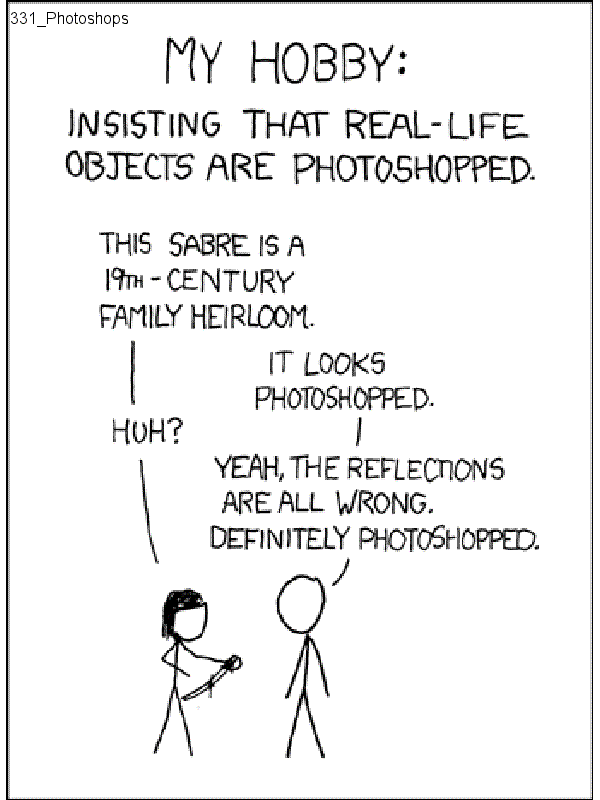 331_Photoshops
MY HOBBY:
INSISTING THAT REAL-LIFE
OBJECTS ARE PHOTOSHOPPED.
THIS SABRE IS A
19TH-CENTURY
FAMILY HEIRLOOM.
IT LOOKS
PHOTOSHOPPED.
HUH?
YEAH, THE REFLECTIONS
ARE ALL WRONG.
DEFINITELY PHOTOSHOPPED.